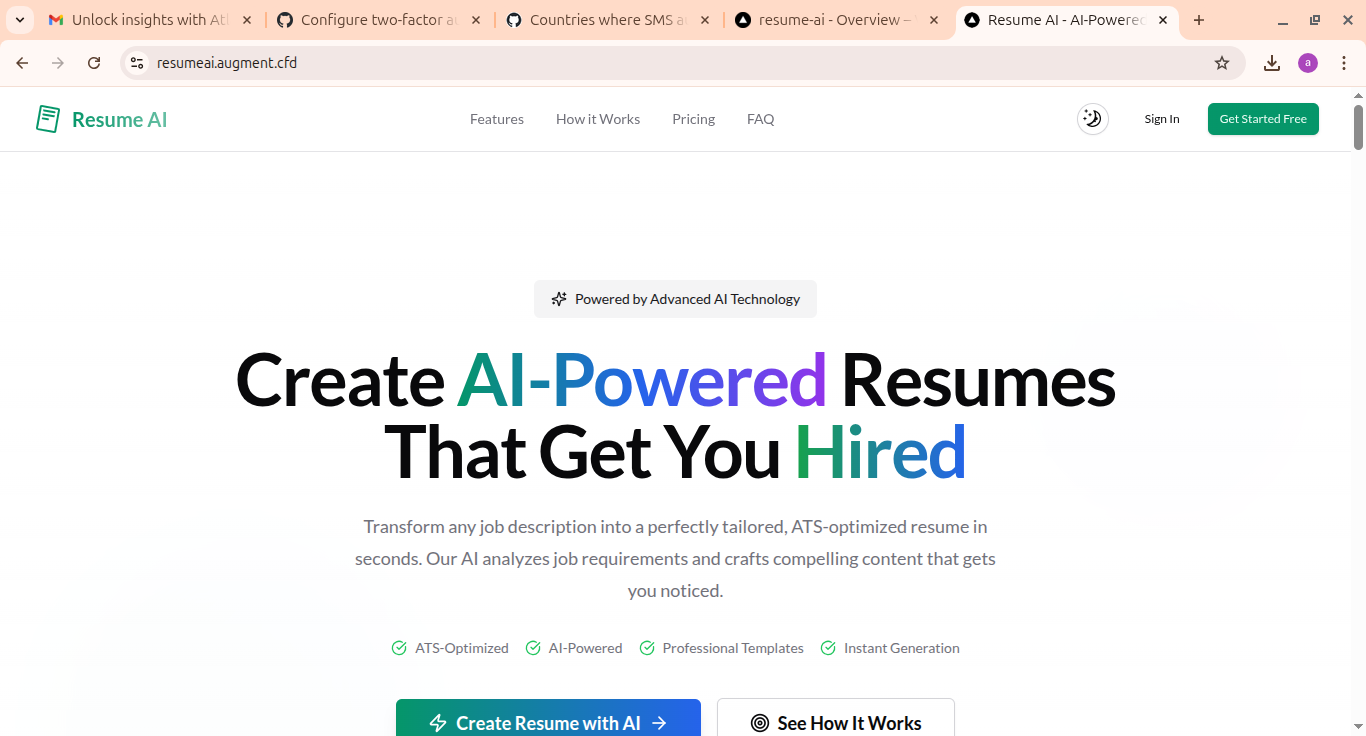 Unlock insights with Atl
Configure two-factor au
Countries where SMS au
resume-ai - Overview –
Resume AI - AI-Powered
resumeai.augment.cfd
a
Resume AI
Features
How it Works
Pricing
FAQ
Sign In
Get Started Free
Powered by Advanced AI Technology
Create AI-Powered Resumes
That Get You Hired
Transform any job description into a perfectly tailored, ATS-optimized resume in
seconds. Our AI analyzes job requirements and crafts compelling content that gets
you noticed.
ATS-Optimized
AI-Powered
Professional Templates
Instant Generation
Create Resume with AI
See How It Works